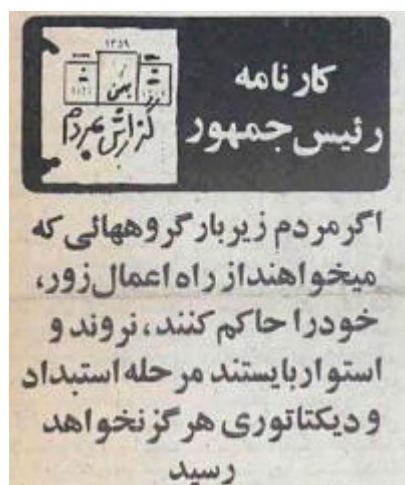 کارنامه
رئیس جمهور
۱۳۵۹
بهمن
گزارش به مردم
اگر مردم زیر بار گروههائی که
میخواهند از راه اعمال زور،
خود را حاکم کنند، نروند و
استوار بایستند مرحله استبداد
و دیکتاتوری هرگز نخواهد
رسید